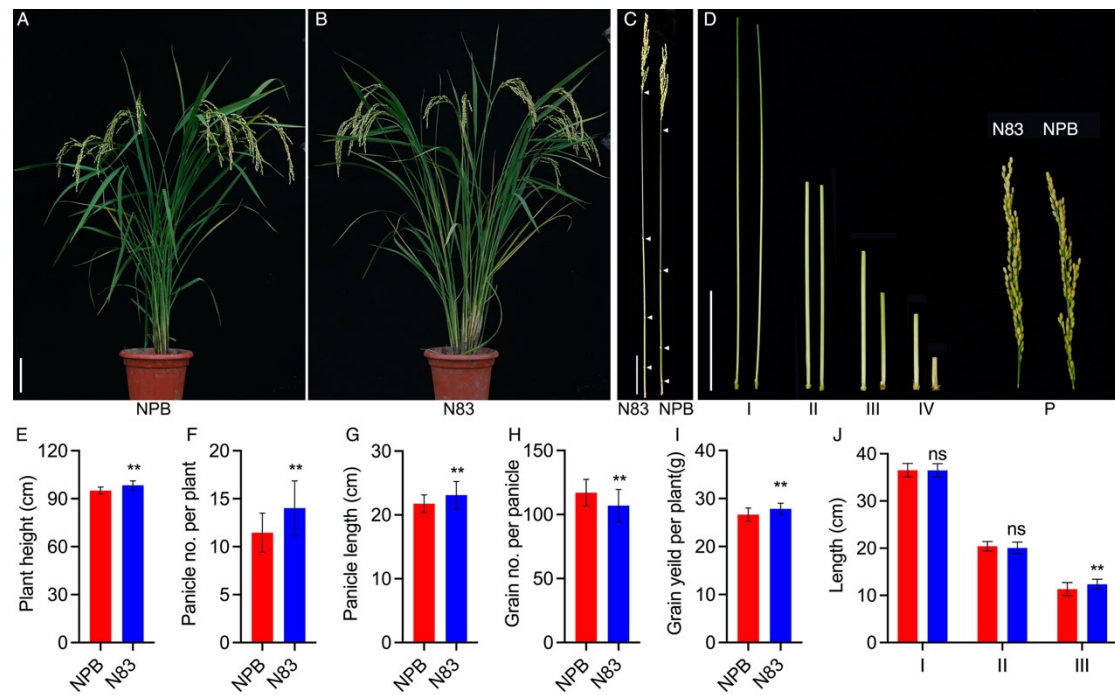 A
B
C
D
N83 NPB
NPB
N83
N83 NPB
I II III IV P
E
Plant height (cm)
120
90
60
30
0
**
NPB
N83
F
Panicle no. per plant
20
15
10
5
0
**
NPB
N83
G
Panicle length (cm)
30
20
10
0
**
NPB
N83
H
Grain no. per panicle
150
100
50
0
**
NPB
N83
I
Grain yeild per plant(g)
40
30
20
10
0
**
NPB
N83
J
Length (cm)
40
30
20
10
0
ns
ns
**
I II III